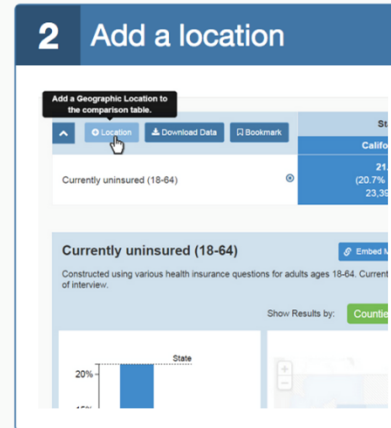 2 Add a location
Add a Geographic Location to
the comparison table.
Location Download Data Bookmark
St
Califo
Currently uninsured (18-64)
21.
(20.7%
23,39
Currently uninsured (18-64)
Embed M
Constructed using various health insurance questions for adults ages 18-64. Current
of interview.
Show Results by: Countie
State
20%